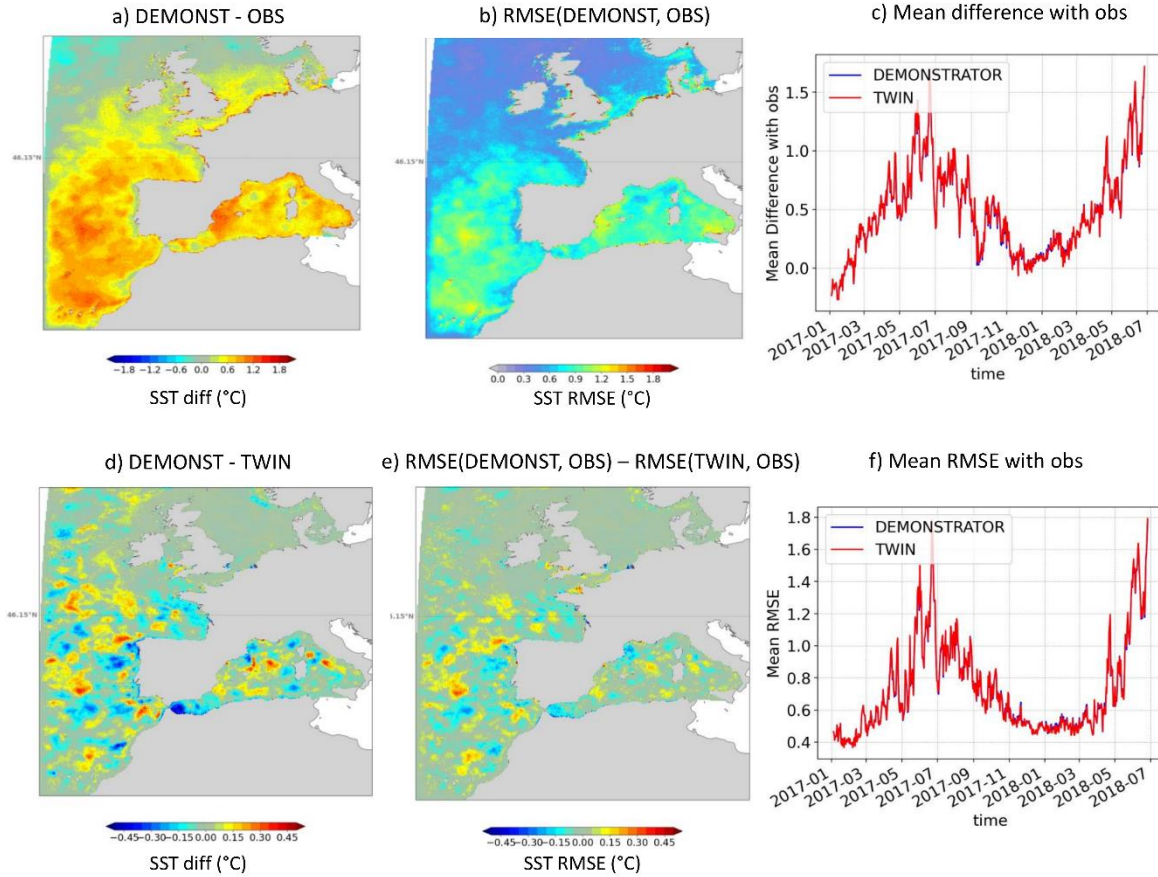 a) DEMONST - OBS
b) RMSE(DEMONST, OBS)
c) Mean difference with obs
46.15°N
−1.8 −1.2 −0.6 0.0 0.6 1.2 1.8
SST diff (°C)
0.0 0.3 0.6 0.9 1.2 1.5 1.8
SST RMSE (°C)
DEMONSTRATOR
TWIN
Mean Difference with obs
1.5
1.0
0.5
0.0
2017-01
2017-03
2017-05
2017-07
2017-09
2017-11
2018-01
2018-03
2018-05
2018-07
time
d) DEMONST - TWIN
e) RMSE(DEMONST, OBS) – RMSE(TWIN, OBS)
f) Mean RMSE with obs
46.15°N
5.15°N
−0.45 −0.30 −0.15 0.00 0.15 0.30 0.45
SST diff (°C)
−0.45 −0.30 −0.15 0.00 0.15 0.30 0.45
SST RMSE (°C)
DEMONSTRATOR
TWIN
Mean RMSE
1.8
1.6
1.4
1.2
1.0
0.8
0.6
0.4
2017-01
2017-03
2017-05
2017-07
2017-09
2017-11
2018-01
2018-03
2018-05
2018-07
time